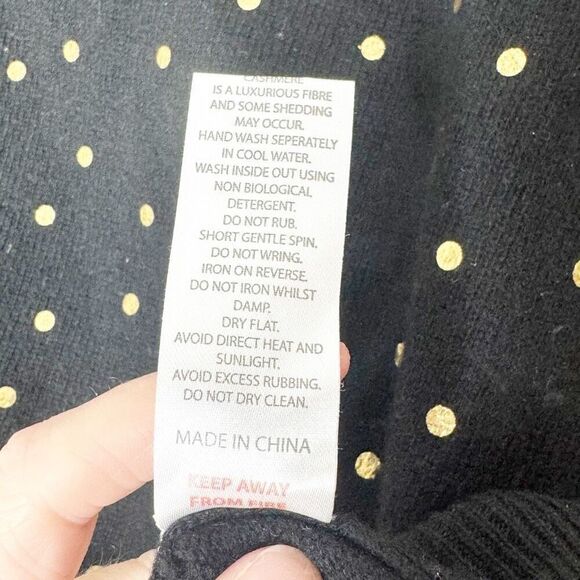 CASHMERE
IS A LUXURIOUS FIBRE
AND SOME SHEDDING
MAY OCCUR.
HAND WASH SEPERATELY
IN COOL WATER.
WASH INSIDE OUT USING
NON BIOLOGICAL
DETERGENT.
DO NOT RUB.
SHORT GENTLE SPIN.
DO NOT WRING.
IRON ON REVERSE.
DO NOT IRON WHILST
DAMP.
DRY FLAT.
AVOID DIRECT HEAT AND
SUNLIGHT.
AVOID EXCESS RUBBING.
DO NOT DRY CLEAN.
MADE IN CHINA
KEEP AWAY
FROM FIRE